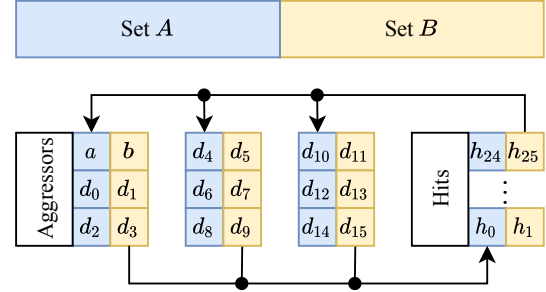 Set A Set B
Aggressors a b d4 d5 d10 d11 Hits h24 h25
d0 d1 d6 d7 d12 d13 ⋮
d2 d3 d8 d9 d14 d15 h0 h1